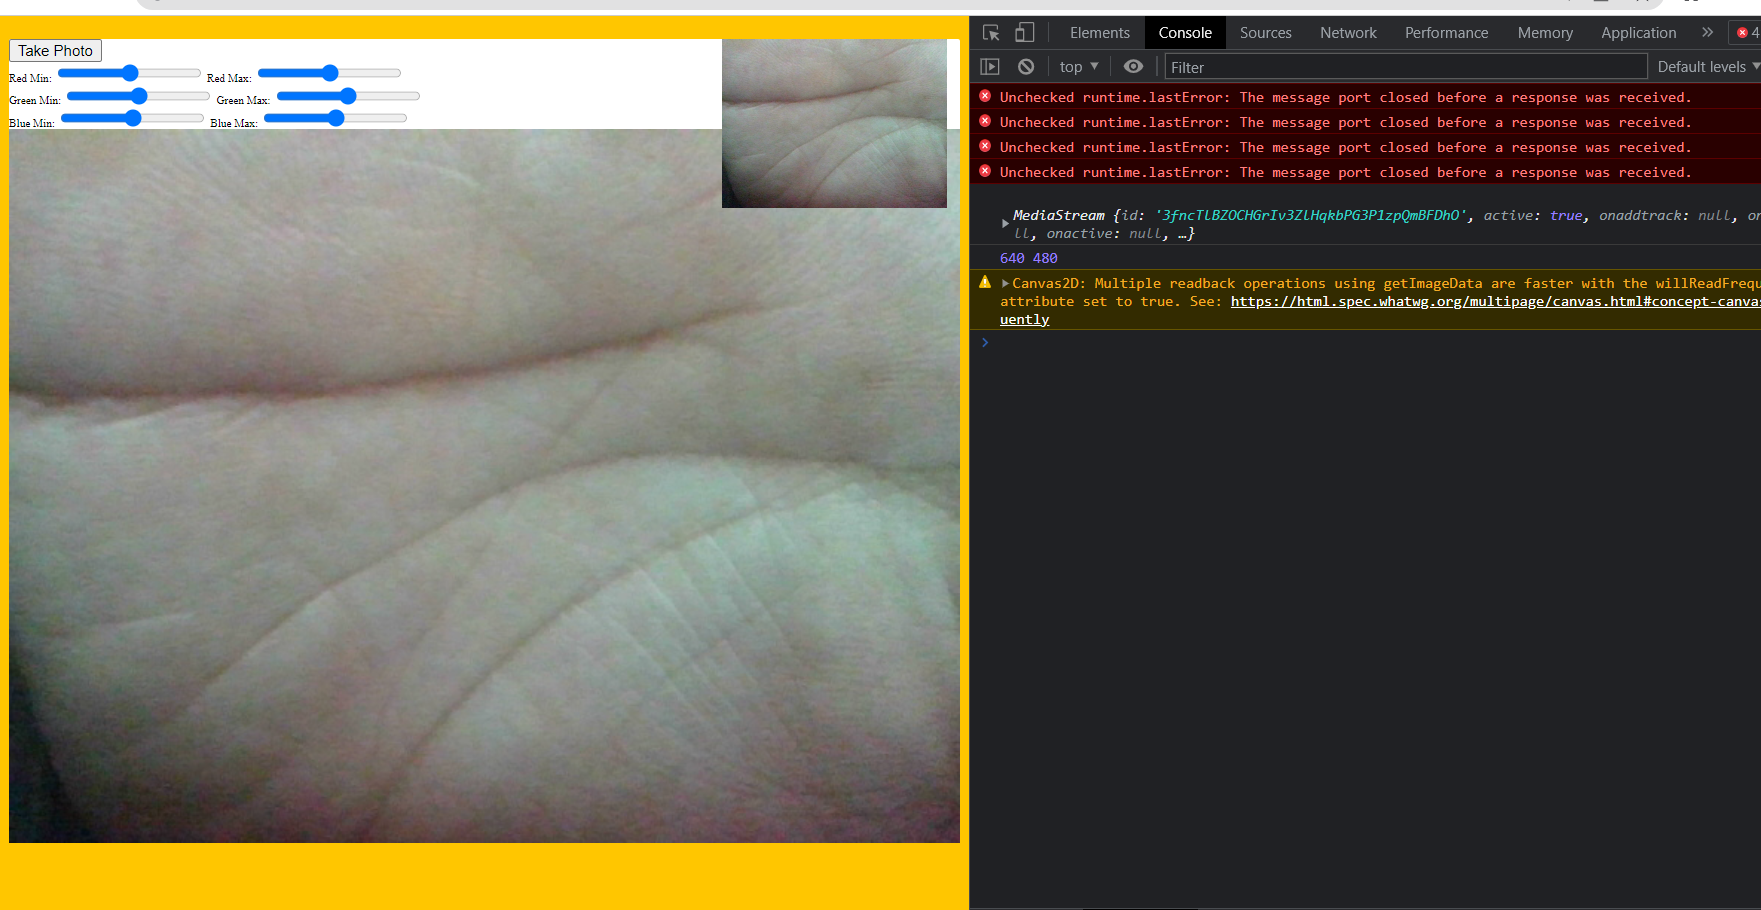 Take Photo
Red Min: Red Max:
Green Min: Green Max:
Blue Min: Blue Max:
Elements Console Sources Network Performance Memory Application » 4
top ▼ Filter Default levels ▼
Unchecked runtime.lastError: The message port closed before a response was received.
Unchecked runtime.lastError: The message port closed before a response was received.
Unchecked runtime.lastError: The message port closed before a response was received.
Unchecked runtime.lastError: The message port closed before a response was received.
MediaStream {id: '3fncTlBZOCHGrIv3ZlHqkbPG3P1zpQmBFDhO', active: true, onaddtrack: null, on
ll, onactive: null, …}
640 480
Canvas2D: Multiple readback operations using getImageData are faster with the willReadFrequ
attribute set to true. See: https://html.spec.whatwg.org/multipage/canvas.html#concept-canvas
uently